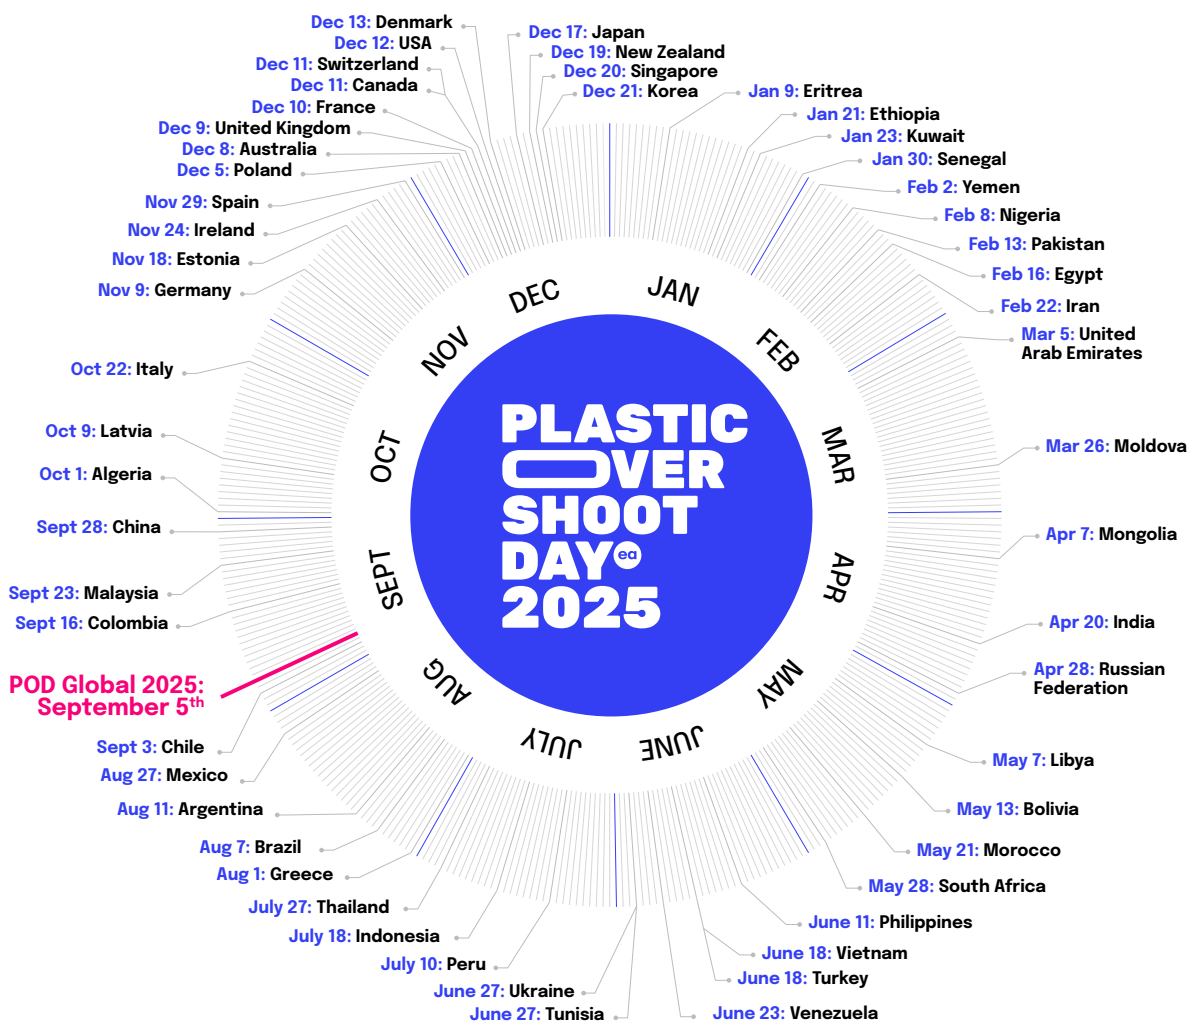 Dec 13: Denmark
Dec 12: USA
Dec 11: Switzerland
Dec 11: Canada
Dec 10: France
Dec 9: United Kingdom
Dec 8: Australia
Dec 5: Poland
Nov 29: Spain
Nov 24: Ireland
Nov 18: Estonia
Nov 9: Germany
Oct 22: Italy
Oct 9: Latvia
Oct 1: Algeria
Sept 28: China
Sept 23: Malaysia
Sept 16: Colombia
POD Global 2025:
September 5th
Sept 3: Chile
Aug 27: Mexico
Aug 11: Argentina
Aug 7: Brazil
Aug 1: Greece
July 27: Thailand
July 18: Indonesia
July 10: Peru
June 27: Ukraine
June 27: Tunisia
Dec 17: Japan
Dec 19: New Zealand
Dec 20: Singapore
Dec 21: Korea
Jan 9: Eritrea
Jan 21: Ethiopia
Jan 23: Kuwait
Jan 30: Senegal
Feb 2: Yemen
Feb 8: Nigeria
Feb 13: Pakistan
Feb 16: Egypt
Feb 22: Iran
Mar 5: United
Arab Emirates
Mar 26: Moldova
Apr 7: Mongolia
Apr 20: India
Apr 28: Russian
Federation
May 7: Libya
May 13: Bolivia
May 21: Morocco
May 28: South Africa
June 11: Philippines
June 18: Vietnam
June 18: Turkey
June 23: Venezuela
JAN
FEB
MAR
APR
MAY
JUNE
JULY
AUG
SEPT
OCT
NOV
DEC
PLASTIC
OVER
SHOOT
DAY ea
2025